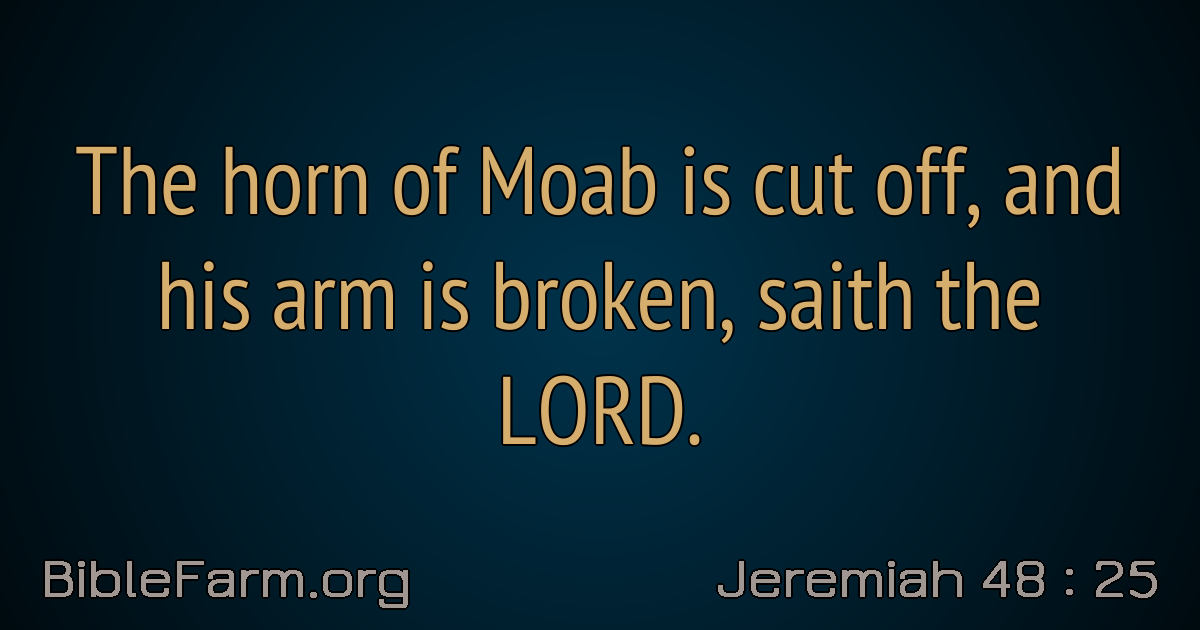 The horn of Moab is cut off, and
his arm is broken, saith the
LORD.
BibleFarm.org
Jeremiah 48 : 25